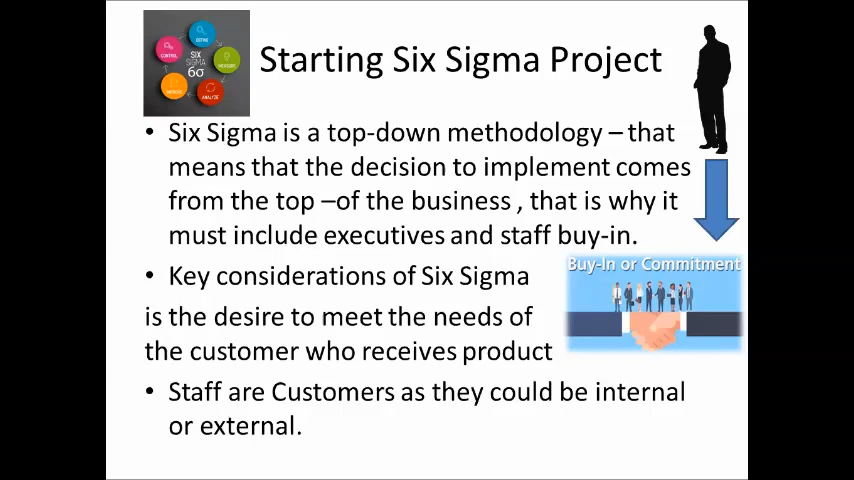 Starting Six Sigma Project
DEFINE
CONTROL
SIX
SIGMA
6σ
MEASURE
IMPROVE
ANALYZE
• Six Sigma is a top-down methodology – that
means that the decision to implement comes
from the top –of the business , that is why it
must include executives and staff buy-in.
• Key considerations of Six Sigma
is the desire to meet the needs of
the customer who receives product
Buy-In or Commitment
• Staff are Customers as they could be internal
or external.